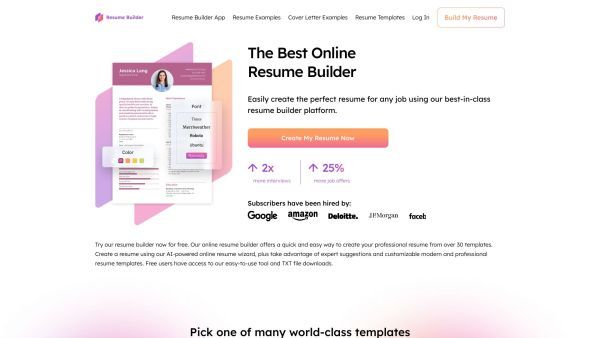 Resume Builder
Resume Builder App Resume Examples Cover Letter Examples Resume Templates Log In Build My Resume
The Best Online
Resume Builder
Easily create the perfect resume for any job using our best-in-class
resume builder platform.
Create My Resume Now
2x
more interviews
25%
more job offers
Subscribers have been hired by:
Google amazon Deloitte. J.P.Morgan faceb
Jessica Lang
Font
Times
Merriweather
Roboto
Ubuntu
Color
Try our resume builder now for free. Our online resume builder offers a quick and easy way to create your professional resume from over 30 templates.
Create a resume using our AI-powered online resume wizard, plus take advantage of expert suggestions and customizable modern and professional
resume templates. Free users have access to our easy-to-use tool and TXT file downloads.
Pick one of many world-class templates